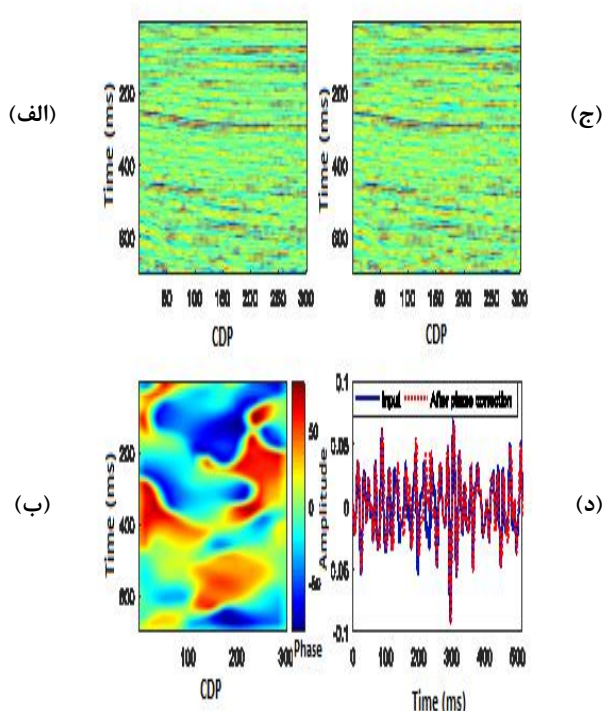 (الف)
Time (ms)
200
400
600
50 100 150 200 250 300
CDP
(ج)
Time (ms)
200
400
600
50 100 150 200 250 300
CDP
(ب)
Time (ms)
200
400
600
100 200 300
CDP
50
0
Phase
(د)
Amplitude
0.1
0.05
0
0.05
-0.1
Input After phase correction
0 100 200 300 400 500
Time (ms)